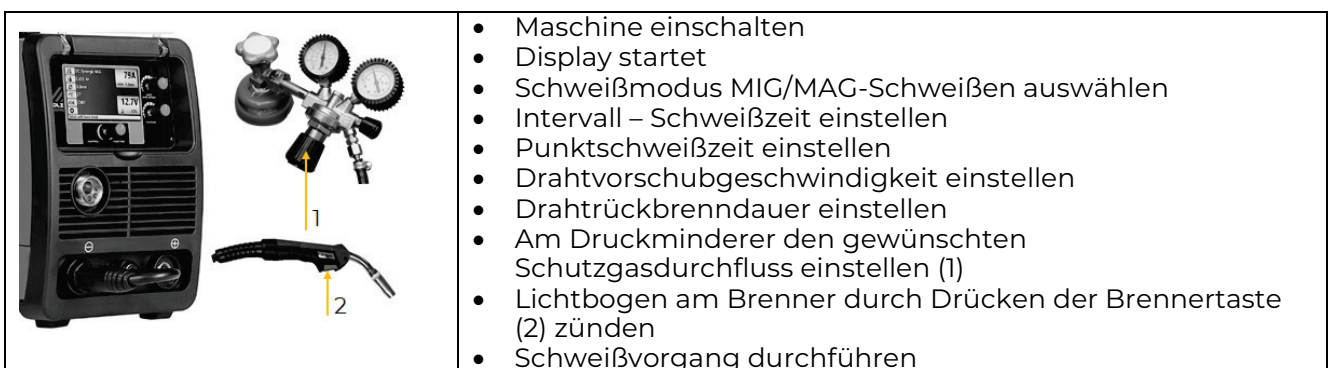 79A
12.7V
1
2
⊖ ⊕
• Maschine einschalten
• Display startet
• Schweißmodus MIG/MAG-Schweißen auswählen
• Intervall – Schweißzeit einstellen
• Punktschweißzeit einstellen
• Drahtvorschubgeschwindigkeit einstellen
• Drahtrückbrenndauer einstellen
• Am Druckminderer den gewünschten
Schutzgasdurchfluss einstellen (1)
• Lichtbogen am Brenner durch Drücken der Brennertaste
(2) zünden
• Schweißvorgang durchführen